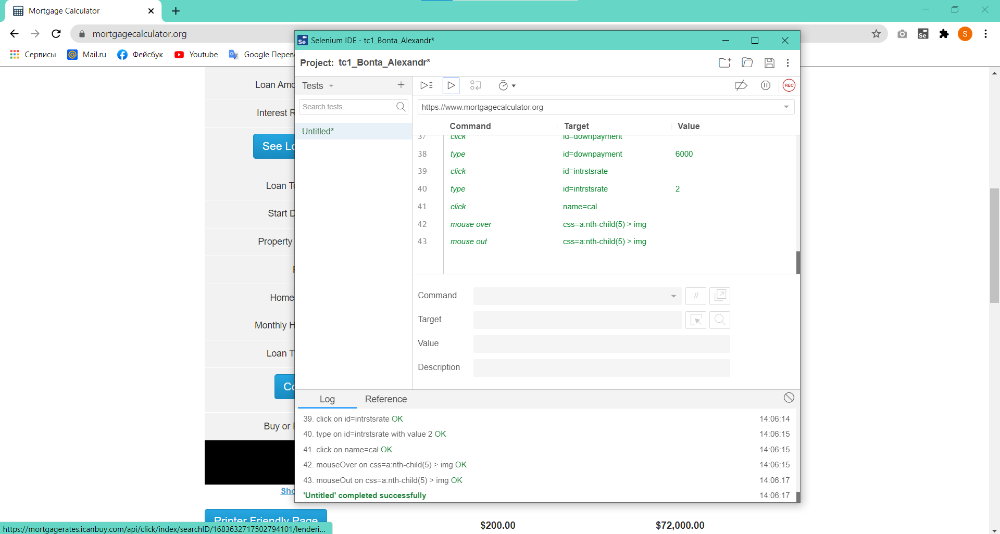 Mortgage Calculator
mortgagecalculator.org
Сервисы
Mail.ru
Фейсбук
Youtube
Google Перев
S
Se
Selenium IDE - tc1_Bonta_Alexandr*
Project: tc1_Bonta_Alexandr*
Tests
REC
Search tests...
https://www.mortgagecalculator.org
Untitled*
Command Target Value
37 click id=downpayment
38 type id=downpayment 6000
39 click id=intrstsrate
40 type id=intrstsrate 2
41 click name=cal
42 mouse over css=a:nth-child(5) > img
43 mouse out css=a:nth-child(5) > img
Command
//
Target
Value
Description
Log Reference
39. click on id=intrstsrate OK 14:06:14
40. type on id=intrstsrate with value 2 OK 14:06:15
41. click on name=cal OK 14:06:15
42. mouseOver on css=a:nth-child(5) > img OK 14:06:15
43. mouseOut on css=a:nth-child(5) > img OK 14:06:17
'Untitled' completed successfully 14:06:17
Loan Amo
Interest R
See Lo
Loan Te
Start D
Property
Home
Monthly H
Loan T
Co
Buy or
Sho
Printer Friendly Page
$200.00
$72,000.00
https://mortgagerates.icanbuy.com/api/click/index/searchID/1683632717502794101/lenderi...